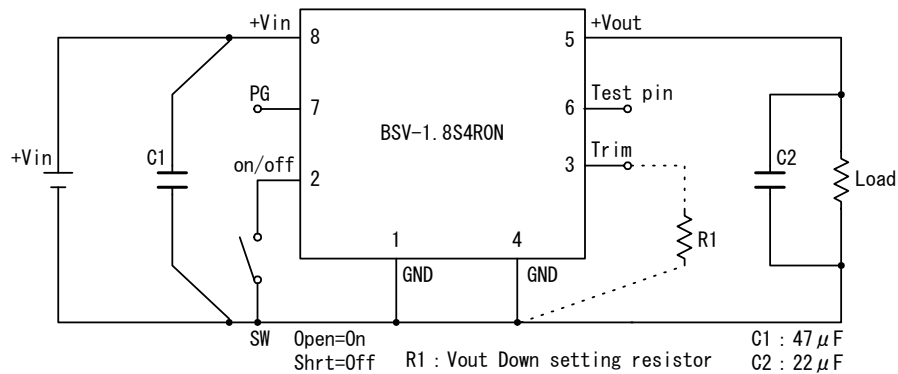 +Vin
+Vout
8
5
PG
7
6
Test pin
BSV-1.8S4R0N
+Vin
C1
on/off
2
3
Trim
C2
Load
R1
1
4
GND
GND
SW
Open=On
Shrt=Off
R1 : Vout Down setting resistor
C1 : 47μF
C2 : 22μF